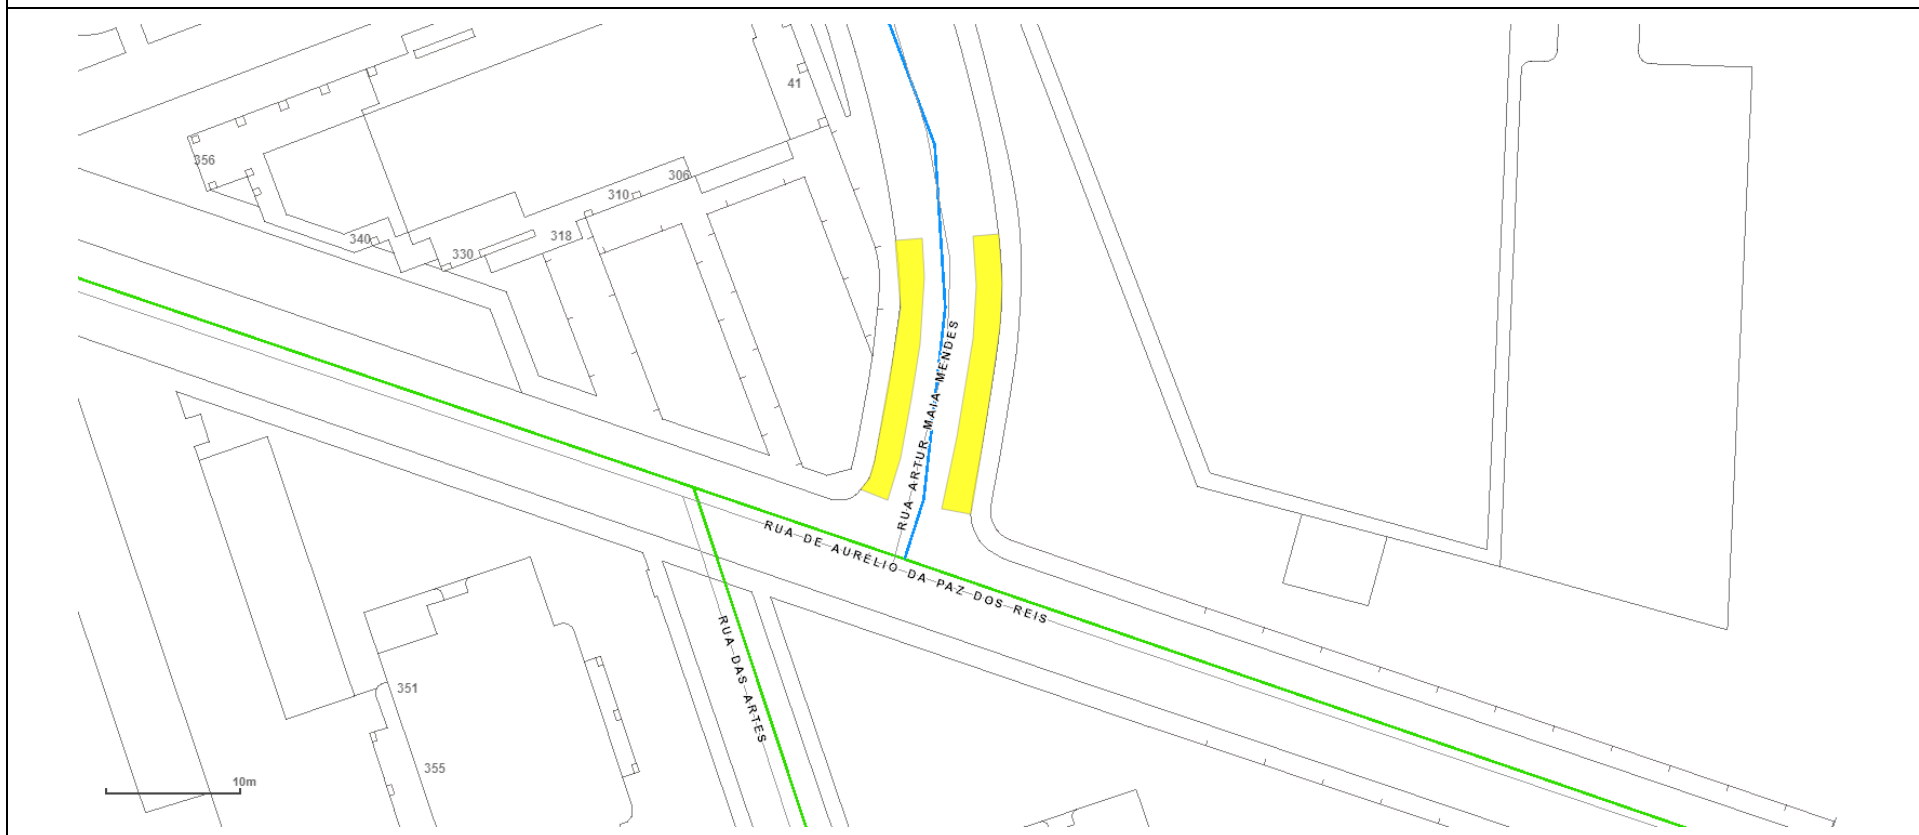 41
356
306
310
318
340
330
RUA ARTUR MAIA MENDES
RUA DE AURÉLIO DA PAZ DOS REIS
RUA DAS ARTES
351
355
10m